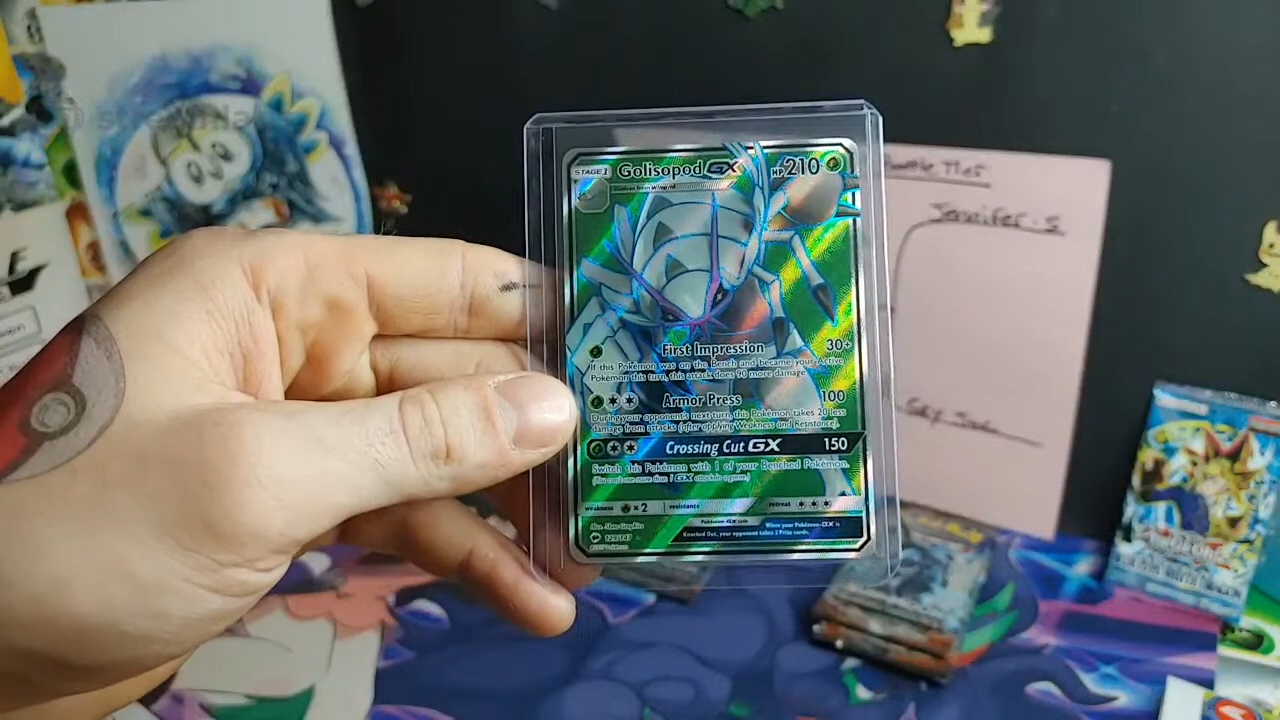 STAGE 1 Golisopod GX HP 210
First Impression 30+
If this Pokémon was on the Bench and became your Active
Pokémon this turn, this attack does 90 more damage.
Armor Press 100
During your opponent's next turn, this Pokémon takes 20 less
damage from attacks (after applying Weakness and Resistance).
Crossing Cut GX 150
Switch this Pokémon with 1 of your Benched Pokémon.
(You can't use more than 1 GX attack in a game.)
weakness ×2 resistance retreat
Pokémon-GX rule When your Pokémon-GX is
Knocked Out, your opponent takes 2 Prize cards.
129/147
Jennifer - S